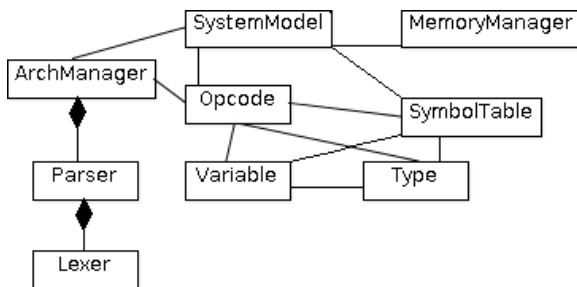 SystemModel
MemoryManager
ArchManager
Opcode
SymbolTable
Parser
Variable
Type
Lexer